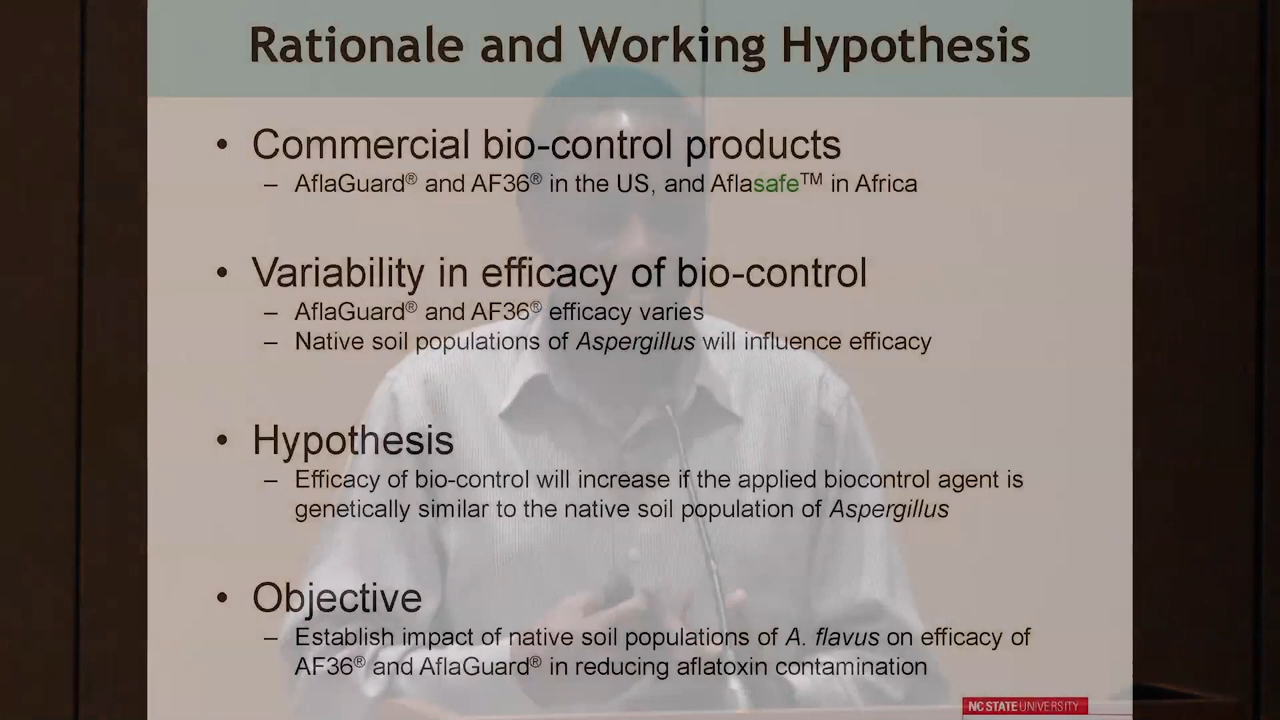 Rationale and Working Hypothesis
• Commercial bio-control products
– AflaGuard® and AF36® in the US, and Aflasafe™ in Africa
• Variability in efficacy of bio-control
– AflaGuard® and AF36® efficacy varies
– Native soil populations of Aspergillus will influence efficacy
• Hypothesis
– Efficacy of bio-control will increase if the applied biocontrol agent is
genetically similar to the native soil population of Aspergillus
• Objective
– Establish impact of native soil populations of A. flavus on efficacy of
AF36® and AflaGuard® in reducing aflatoxin contamination
NC STATE UNIVERSITY